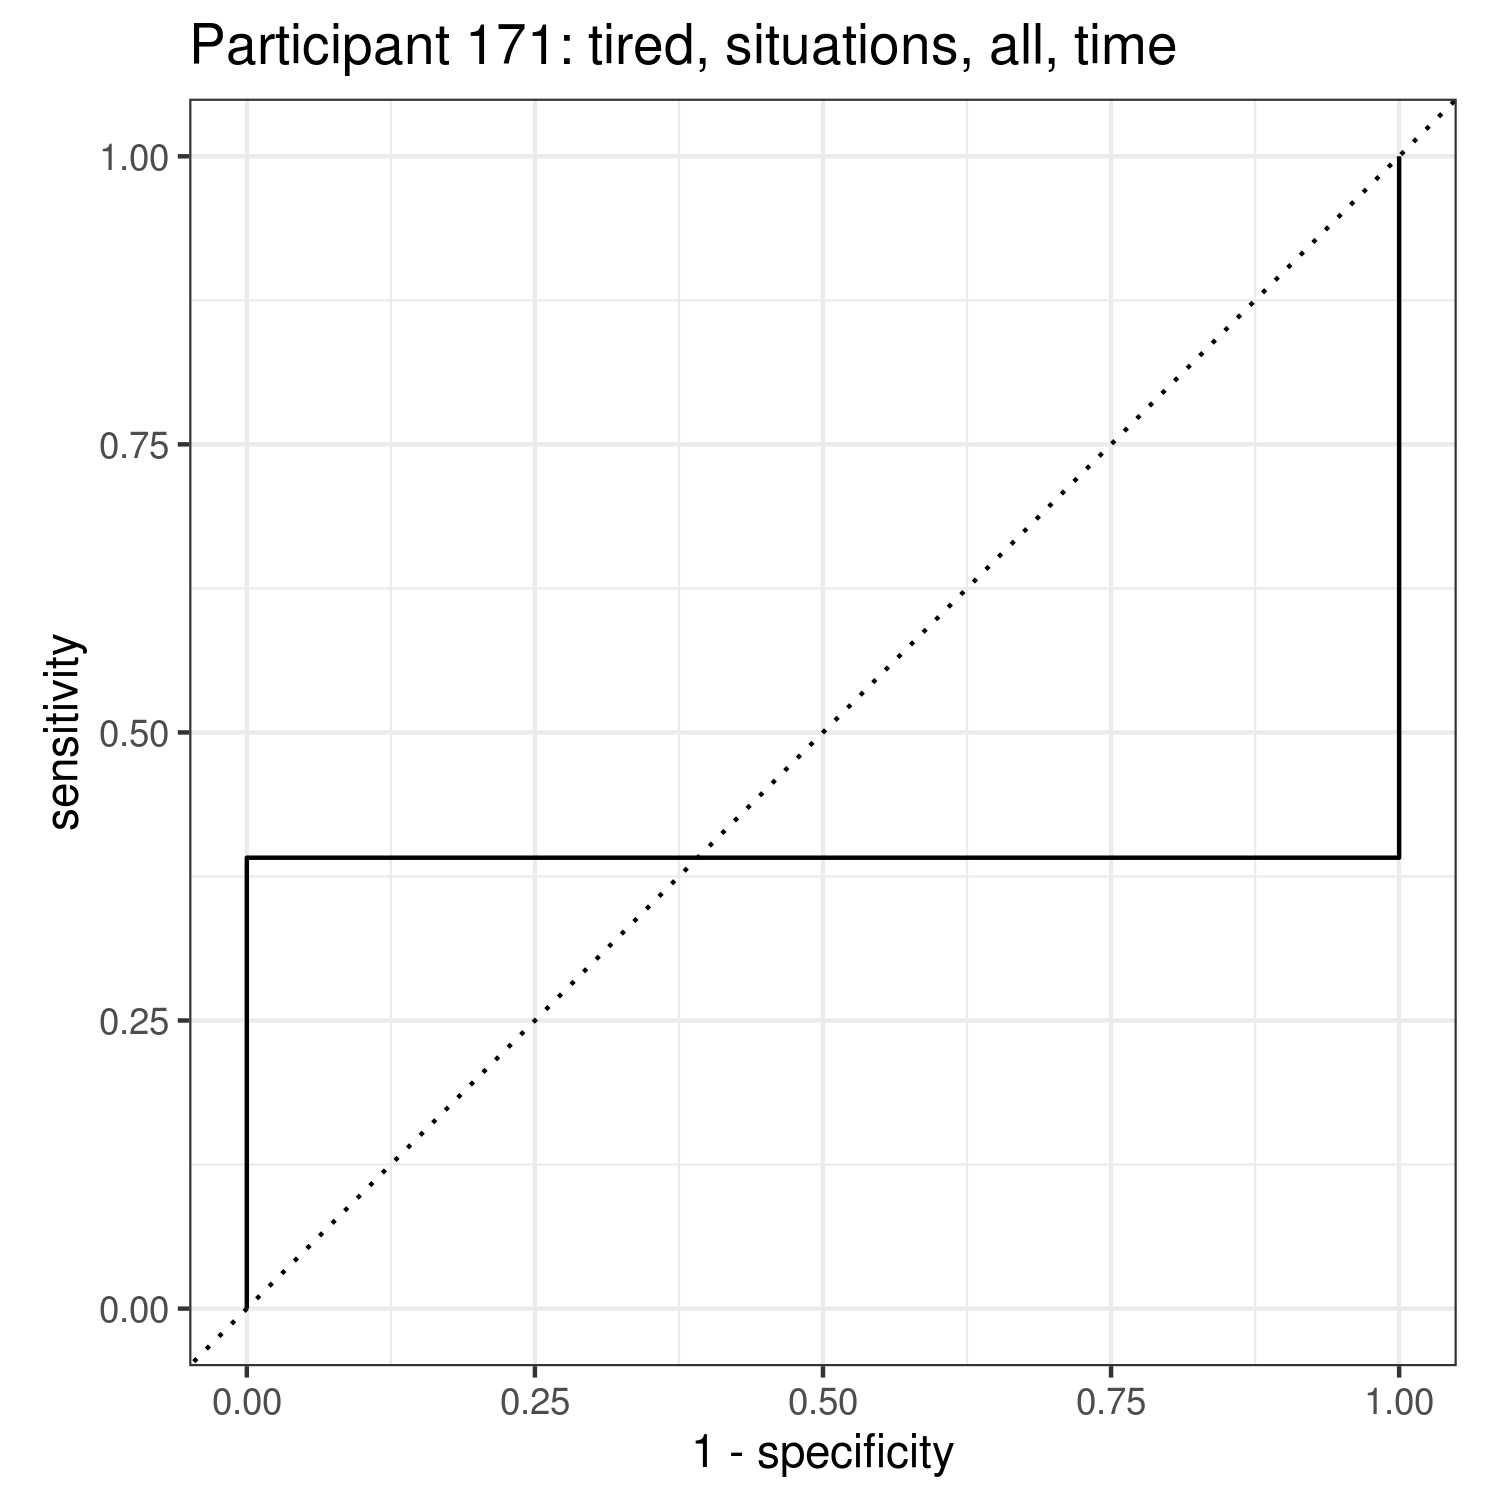 Participant 171: tired, situations, all, time
1.00
0.75
0.50
0.25
0.00
sensitivity
0.00 0.25 0.50 0.75 1.00
1 - specificity